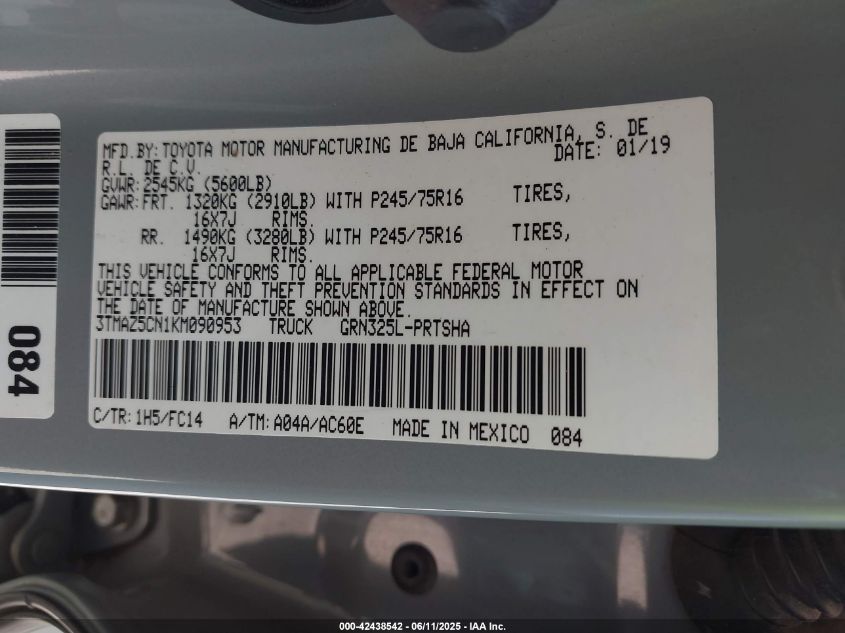 MFD.BY: TOYOTA MOTOR MANUFACTURING DE BAJA CALIFORNIA, S. DE
R.L. DE C.V. DATE: 01/19
GVWR: 2545KG (5600LB)
GAWR: FRT. 1320KG (2910LB) WITH P245/75R16 TIRES,
16X7J RIMS.
RR. 1490KG (3280LB) WITH P245/75R16 TIRES,
16X7J RIMS.
THIS VEHICLE CONFORMS TO ALL APPLICABLE FEDERAL MOTOR
VEHICLE SAFETY AND THEFT PREVENTION STANDARDS IN EFFECT ON
THE DATE OF MANUFACTURE SHOWN ABOVE.
3TMAZ5CN1KM090953 TRUCK GRN325L-PRTSHA
C/TR: 1H5/FC14 A/TM: A04A/AC60E MADE IN MEXICO 084
084
000-42438542 - 06/11/2025 - IAA Inc.